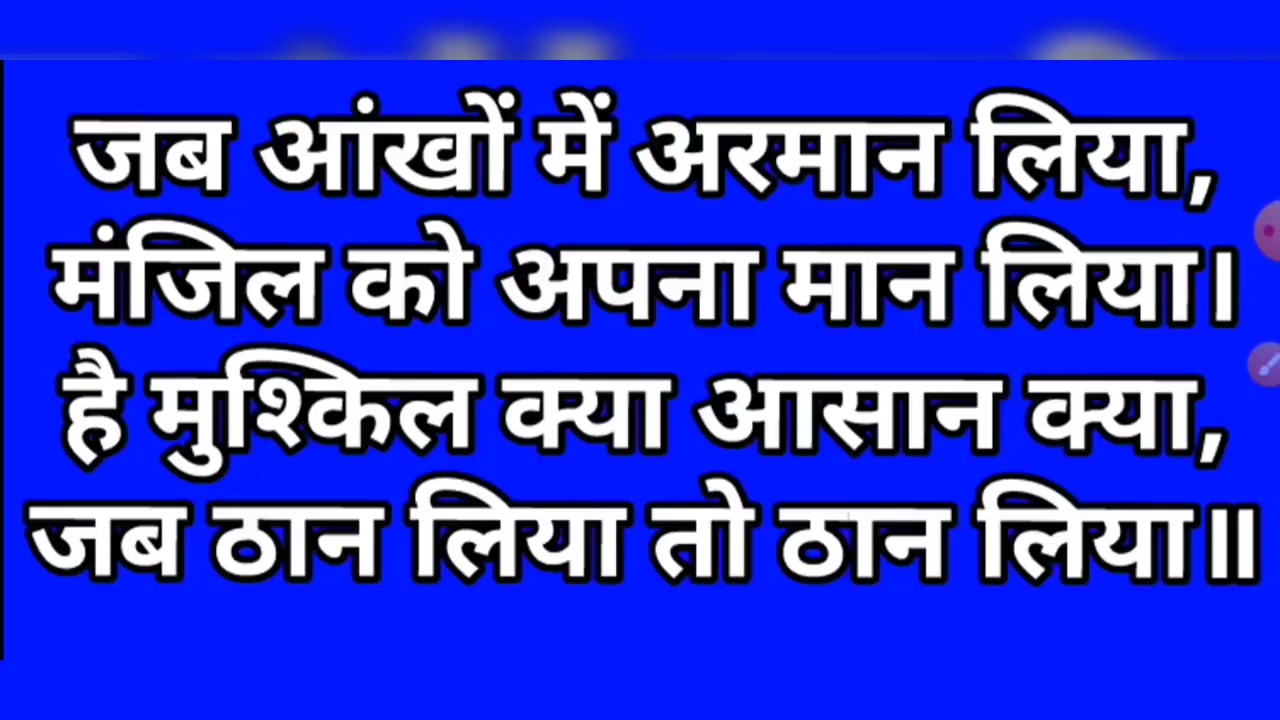 जब आंखों में अरमान लिया,
मंजिल को अपना मान लिया।
है मुश्किल क्या आसान क्या,
जब ठान लिया तो ठान लिया॥